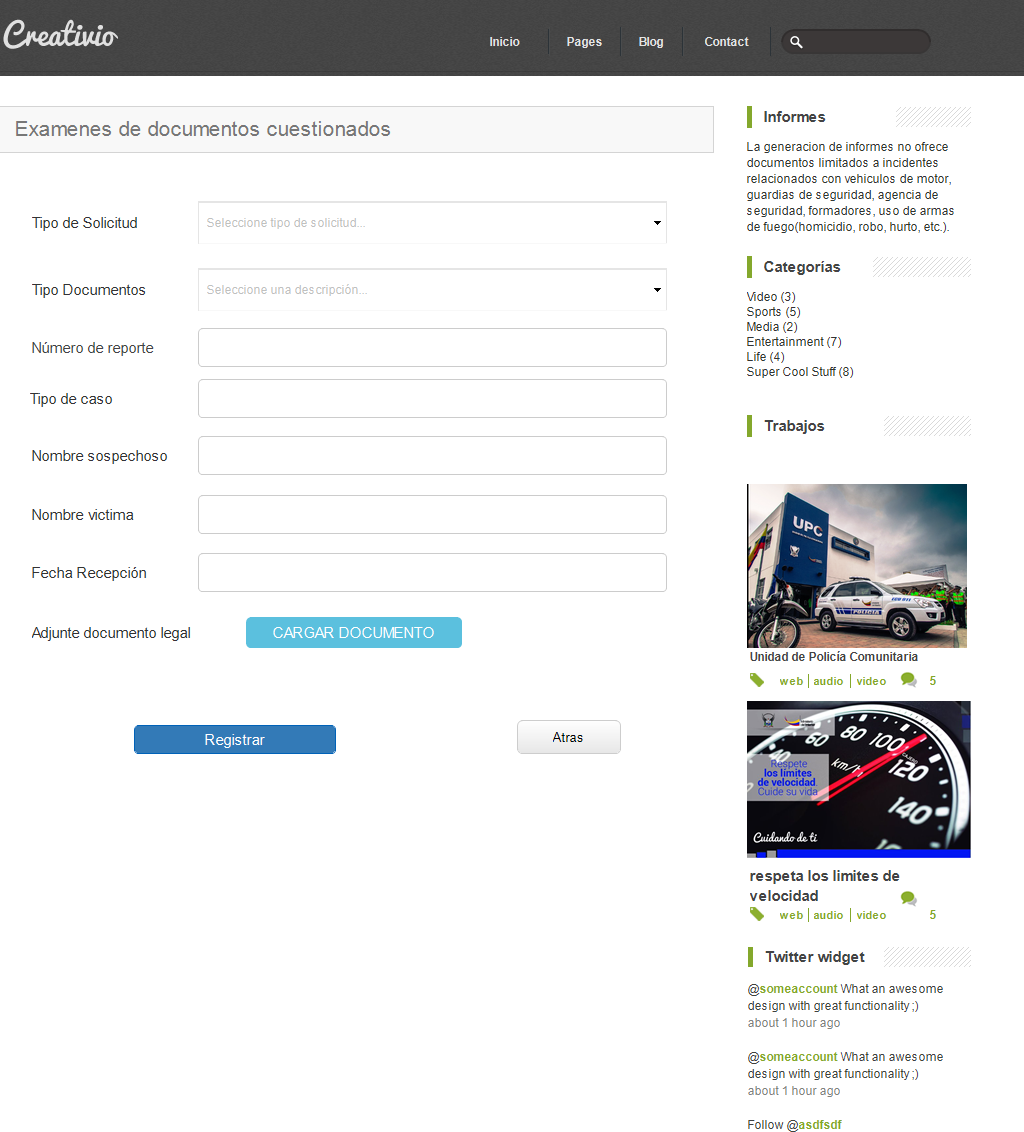 Creativio
Inicio
Pages
Blog
Contact
Examenes de documentos cuestionados
Tipo de Solicitud
Seleccione tipo de solicitud...
Tipo Documentos
Seleccione una descripción...
Número de reporte
Tipo de caso
Nombre sospechoso
Nombre victima
Fecha Recepción
Adjunte documento legal
CARGAR DOCUMENTO
Registrar
Atras
Informes
La generacion de informes no ofrece
documentos limitados a incidentes
relacionados con vehiculos de motor,
guardias de seguridad, agencia de
seguridad, formadores, uso de armas
de fuego(homicidio, robo, hurto, etc.).
Categorías
Video (3)
Sports (5)
Media (2)
Entertainment (7)
Life (4)
Super Cool Stuff (8)
Trabajos
UPC
POLICIA
Unidad de Policía Comunitaria
web
audio
video
5
60
80
100
120
140
km/h
Respete
los límites
de velocidad.
Cuide su vida
Cuidando de ti
respeta los limites de
velocidad
web
audio
video
5
Twitter widget
@someaccount What an awesome
design with great functionality ;)
about 1 hour ago
@someaccount What an awesome
design with great functionality ;)
about 1 hour ago
Follow @asdfsdf